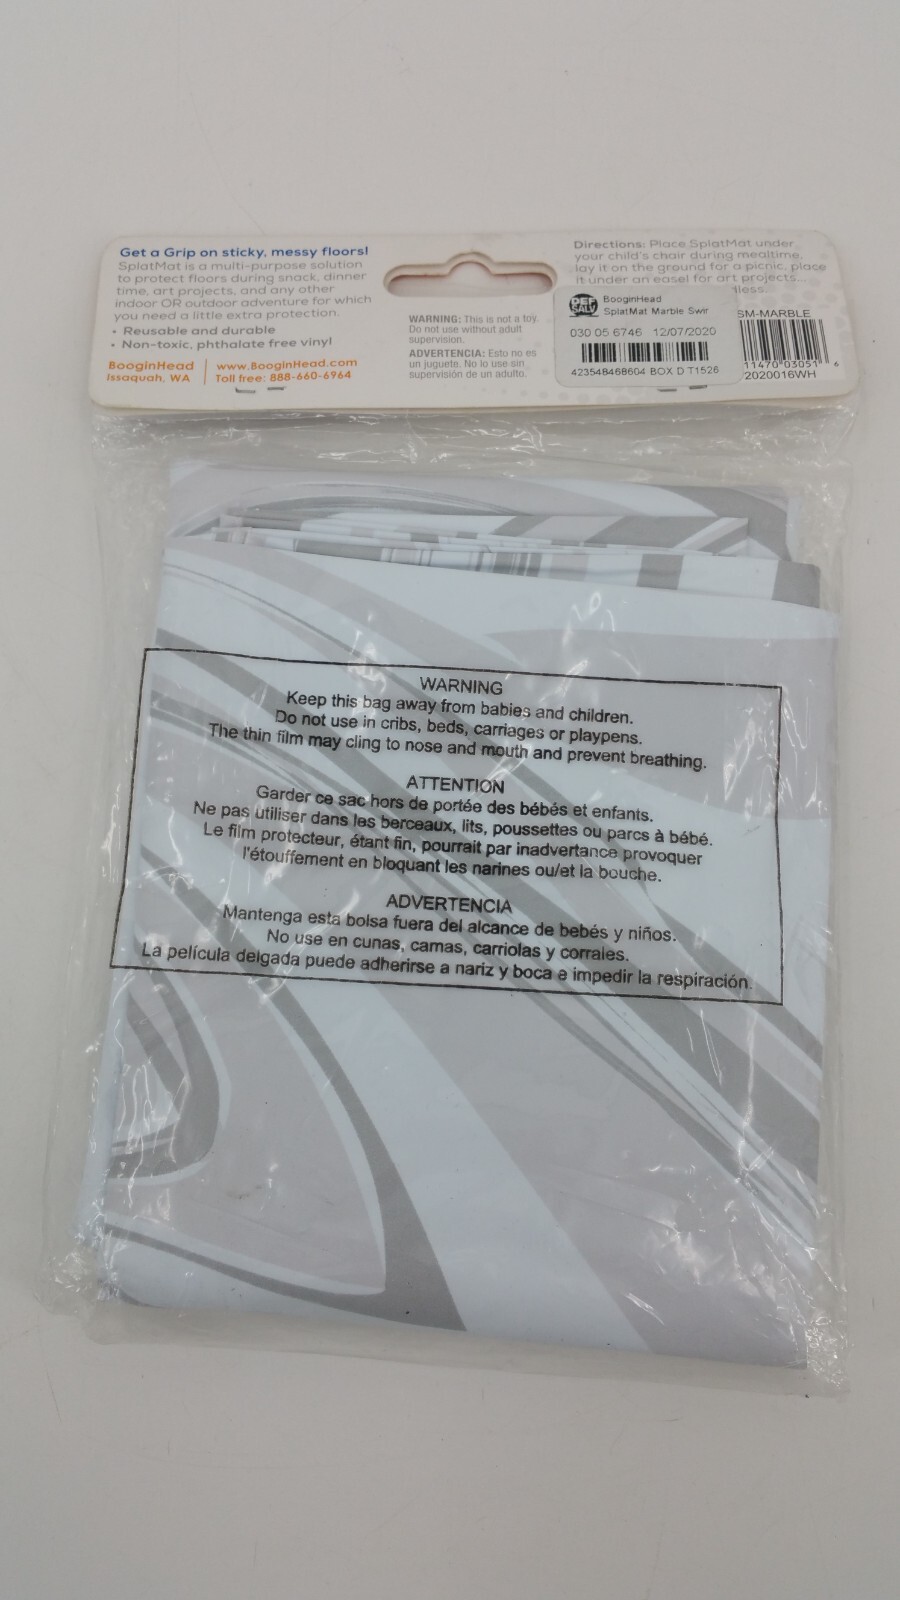 Get a Grip on sticky, messy floors!
SplatMat is a multi-purpose solution
to protect floors during snack, dinner
time, art projects, and any other
indoor OR outdoor adventure for which
you need a little extra protection.
• Reusable and durable
• Non-toxic, phthalate free vinyl
BooginHead
Issaquah, WA
www.BooginHead.com
Toll free: 888-660-6964
WARNING: This is not a toy.
Do not use without adult
supervision.
ADVERTENCIA: Esto no es
un juguete. No lo use sin
supervisión de un adulto.
Directions: Place SplatMat under
your child's chair during mealtime,
lay it on the ground for a picnic, place
it under an easel for art projects...
dless.
DEF SALV
BooginHead
SplatMat Marble Swir
030 05 6746 12/07/2020
423548468604 BOX D T1526
SM-MARBLE
11470 03051 6
2020016WH
WARNING
Keep this bag away from babies and children.
Do not use in cribs, beds, carriages or playpens.
The thin film may cling to nose and mouth and prevent breathing.
ATTENTION
Garder ce sac hors de portée des bébés et enfants.
Ne pas utiliser dans les berceaux, lits, poussettes ou parcs à bébé.
Le film protecteur, étant fin, pourrait par inadvertance provoquer
l'étouffement en bloquant les narines ou/et la bouche.
ADVERTENCIA
Mantenga esta bolsa fuera del alcance de bebés y niños.
No use en cunas, camas, carriolas y corrales.
La película delgada puede adherirse a nariz y boca e impedir la respiración.